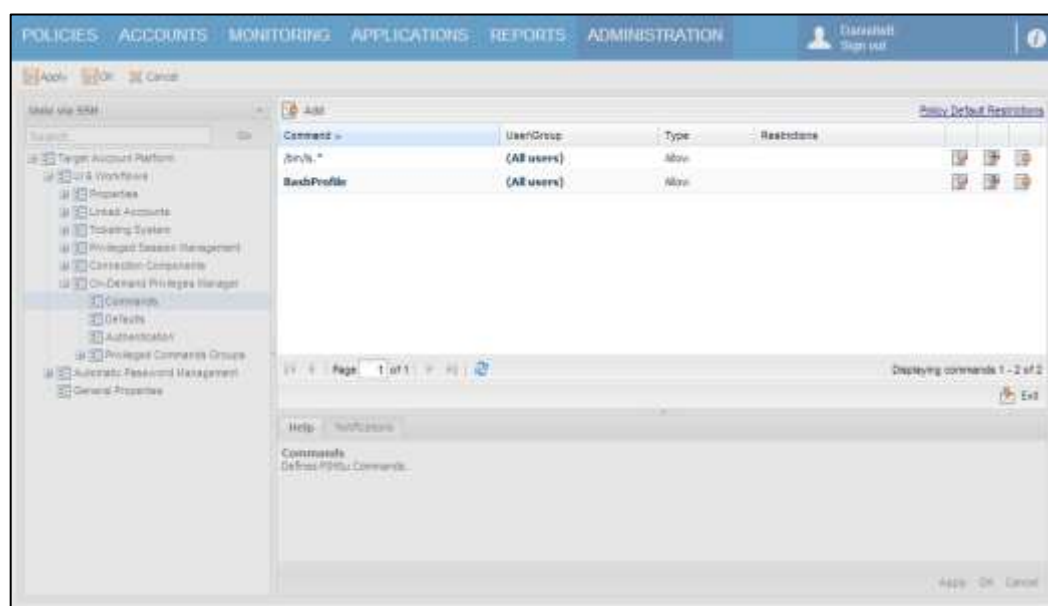 POLICIES ACCOUNTS MONITORING APPLICATIONS REPORTS ADMINISTRATION
Sign out
Apply OK Cancel
SSH
Add
Policy Default Restrictions
Search Go
Command User\Group Type Restrictions
/bin/ls.* (All users) Allow
BashProfile (All users) Allow
Target Account Platform
UI & Workflows
Properties
Linked Accounts
Ticketing System
Privileged Session Management
Connection Components
On-Demand Privileges Manager
Commands
Defaults
Authentication
Privileged Commands Groups
Automatic Password Management
General Properties
Page 1 of 1
Displaying commands 1 - 2 of 2
Exit
Help Notifications
Commands
Defines Commands.
Apply OK Cancel